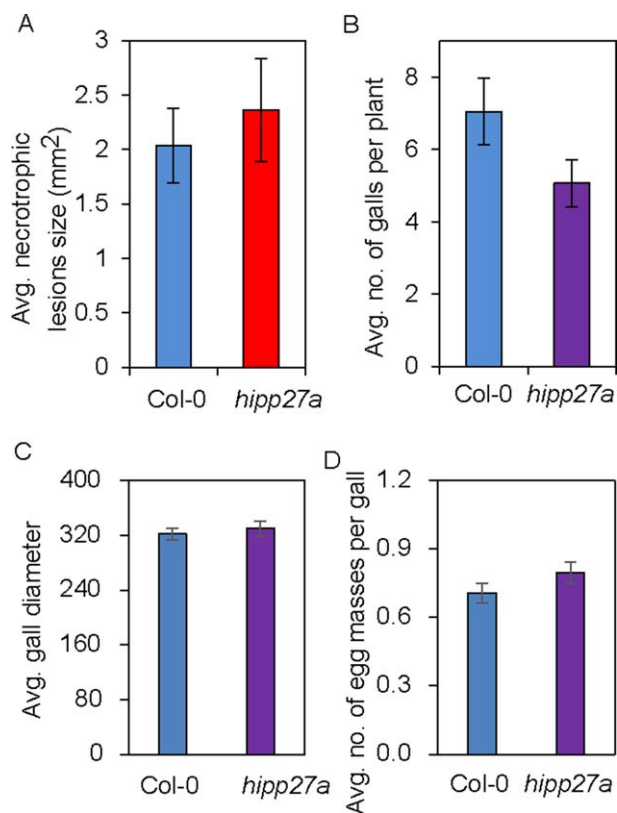 A
Avg. necrotrophic
lesions size (mm²)
3
2.5
2
1.5
1
0.5
0
Col-0 hipp27a
B
Avg. no. of galls per plant
8
6
4
2
0
Col-0 hipp27a
C
Avg. gall diameter
400
320
240
160
80
0
Col-0 hipp27a
D
Avg. no. of egg masses per gall
1.2
0.9
0.6
0.3
0.0
Col-0 hipp27a